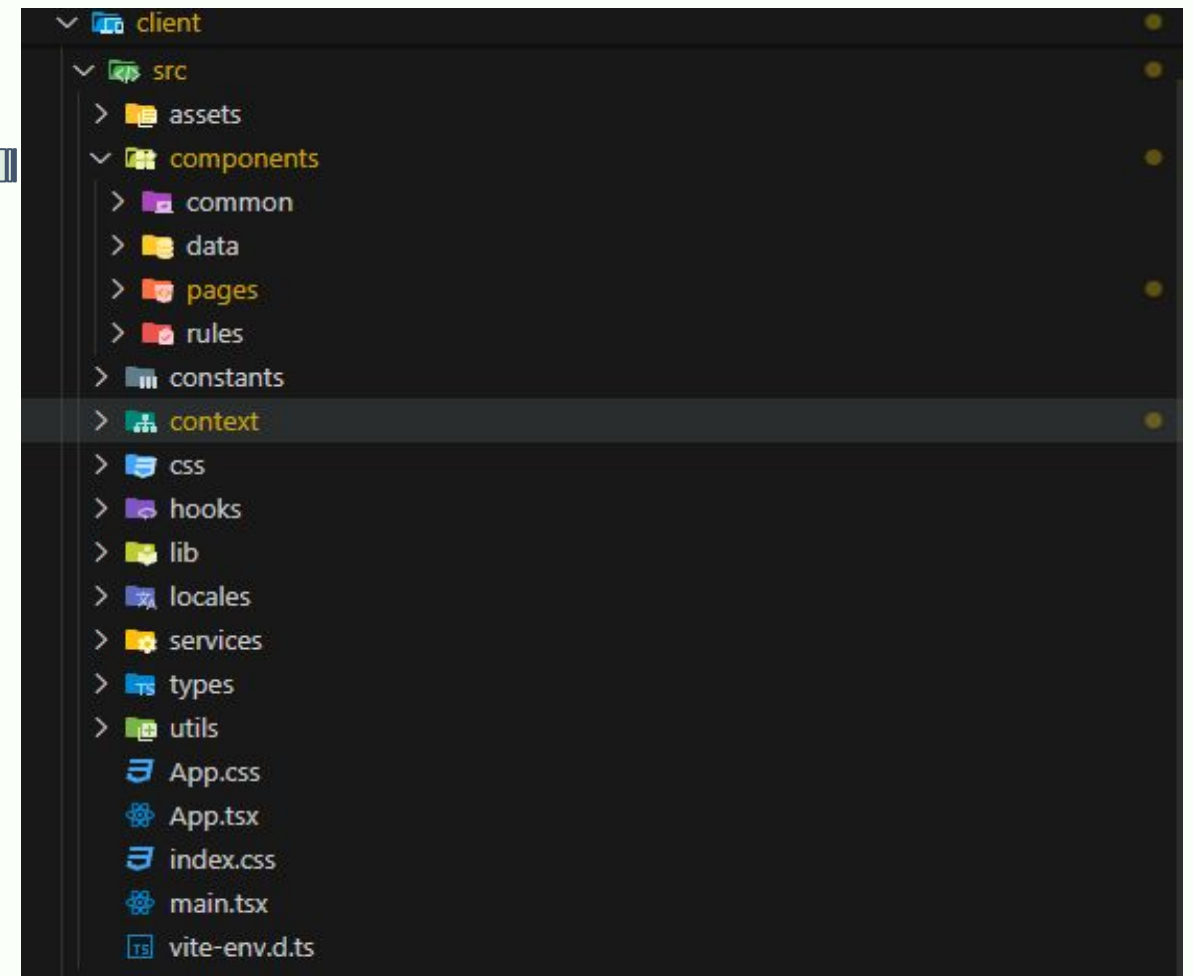 client
src
assets
components
common
data
pages
rules
constants
context
css
hooks
lib
locales
services
types
utils
App.css
App.tsx
index.css
main.tsx
vite-env.d.ts